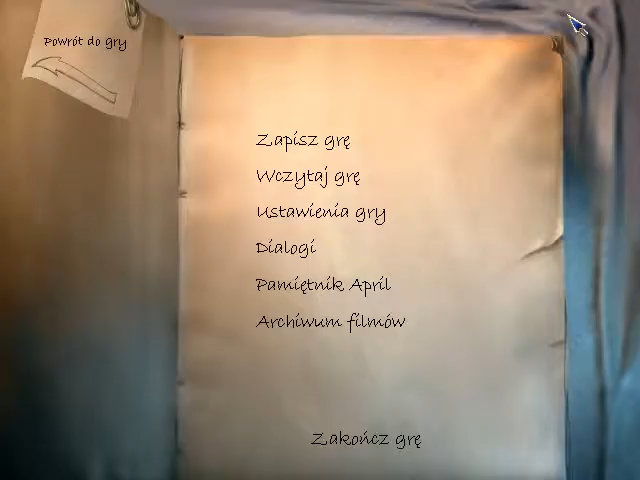 Powrót do gry
Zapisz grę
Wczytaj grę
Ustawienia gry
Dialogi
Pamiętnik April
Archiwum filmów
Zakończ grę